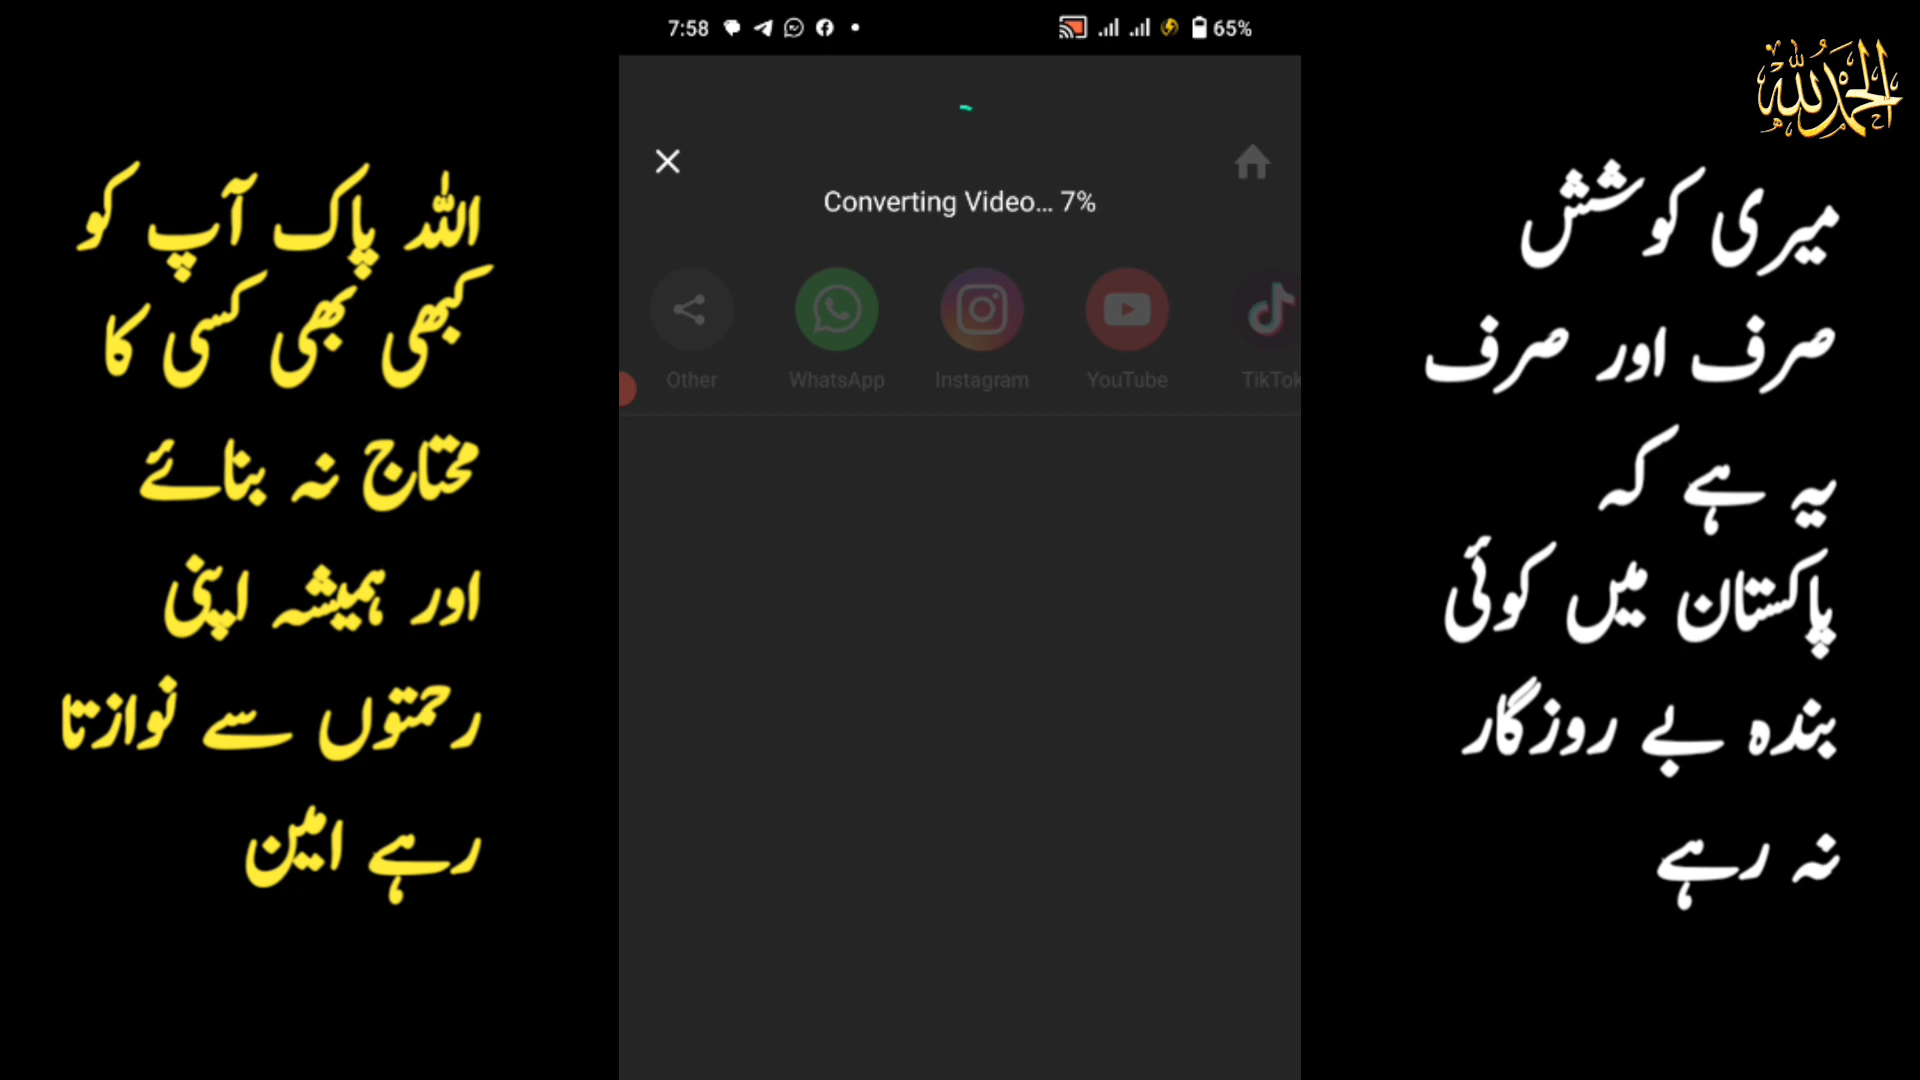 7:58
65%
الحمدللہ
Converting Video... 7%
Other WhatsApp Instagram YouTube TikTok
میری کوشش
صرف اور صرف
یہ ہے کہ
پاکستان میں کوئی
بندہ بے روزگار
نہ رہے
اللہ پاک آپ کو
کبھی بھی کسی کا
محتاج نہ بنائے
اور ہمیشہ اپنی
رحمتوں سے نوازتا
رہے امین